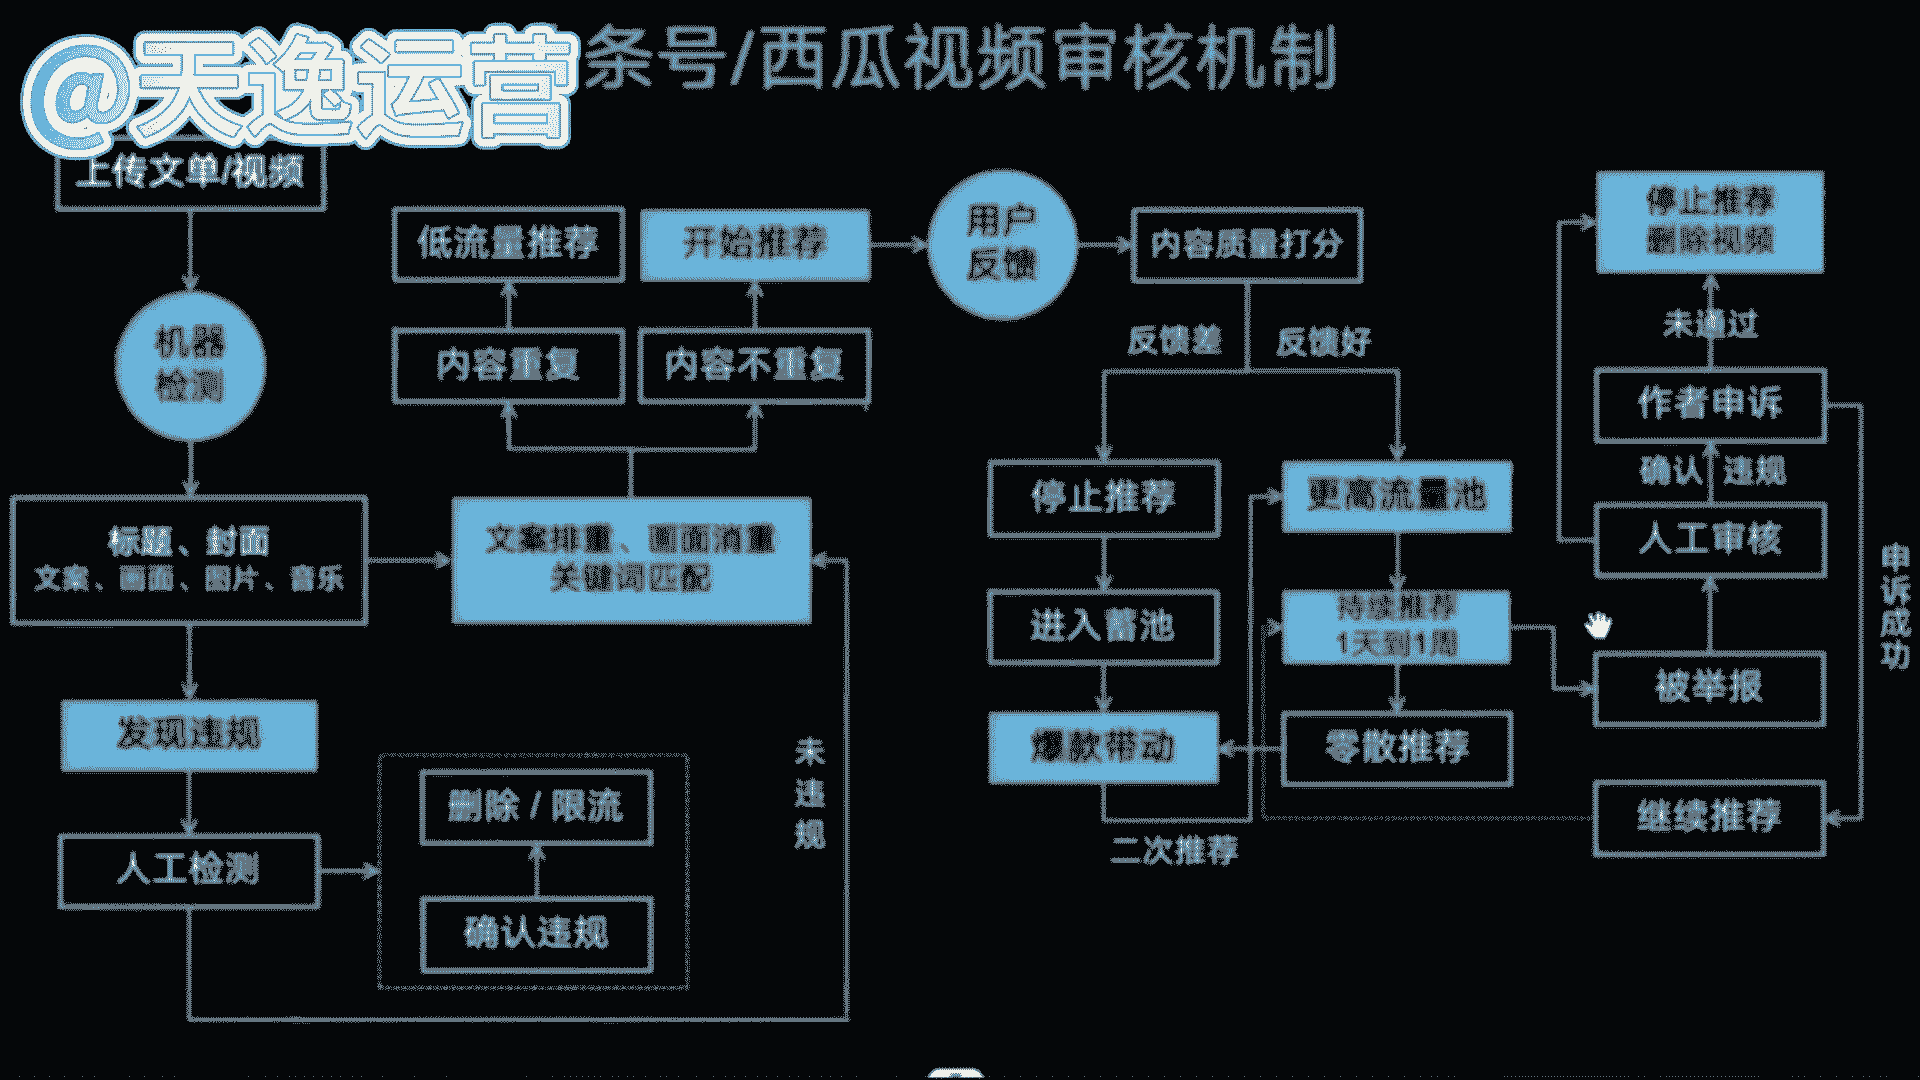 @天逸运营
条号/西瓜视频审核机制
上传文单/视频
机器
检测
标题、封面
文案、画面、图片、音乐
发现违规
人工检测
删除 / 限流
确认违规
未违规
文案排重、画面消重
关键词匹配
内容重复
内容不重复
低流量推荐
开始推荐
用户
反馈
内容质量打分
反馈差
反馈好
停止推荐
进入蓄池
爆款带动
二次推荐
更高流量池
持续推荐
1天到1周
零散推荐
被举报
人工审核
确认 违规
作者申诉
未通过
停止推荐
删除视频
申诉成功
继续推荐